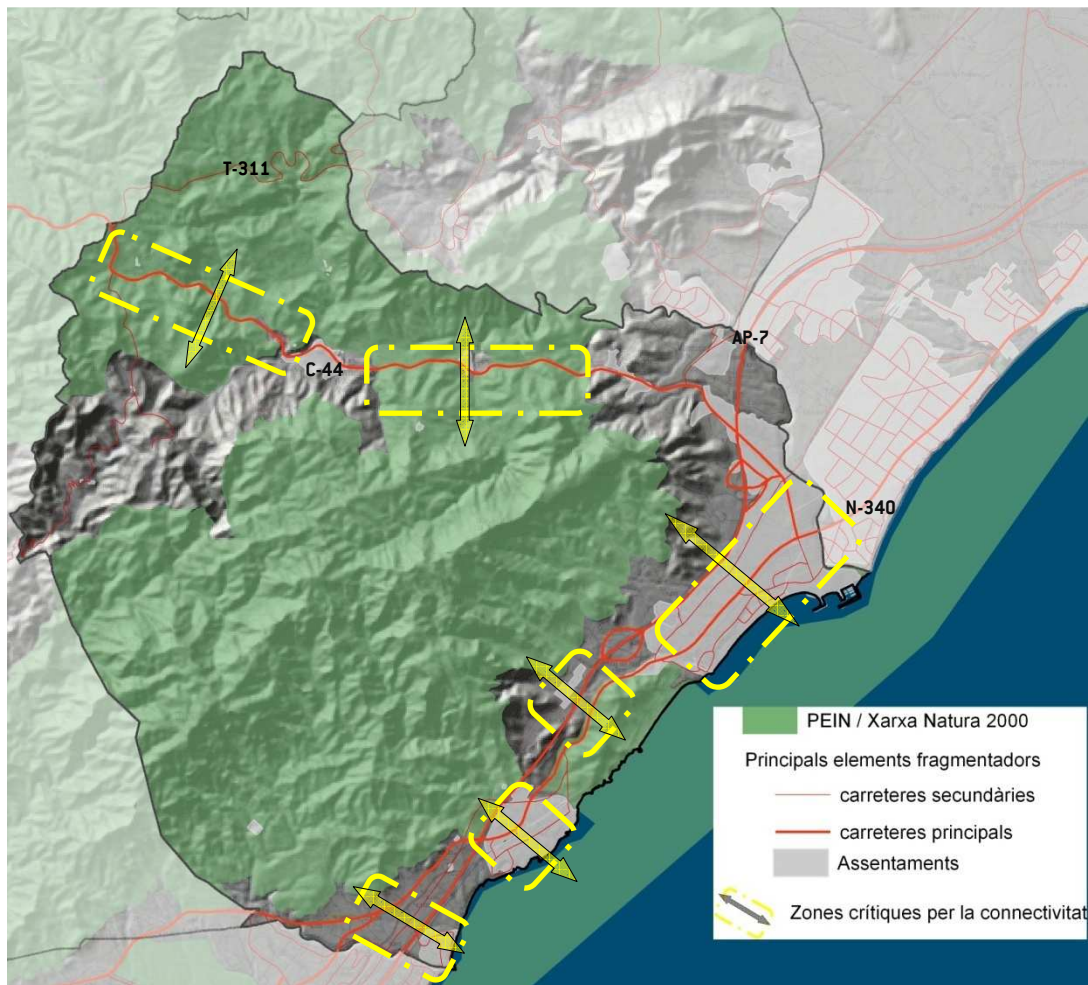 T-311
C-44
AP-7
N-340
PEIN / Xarxa Natura 2000
Principals elements fragmentadors
carreteres secundàries
carreteres principals
Assentaments
Zones crítiques per la connectivitat